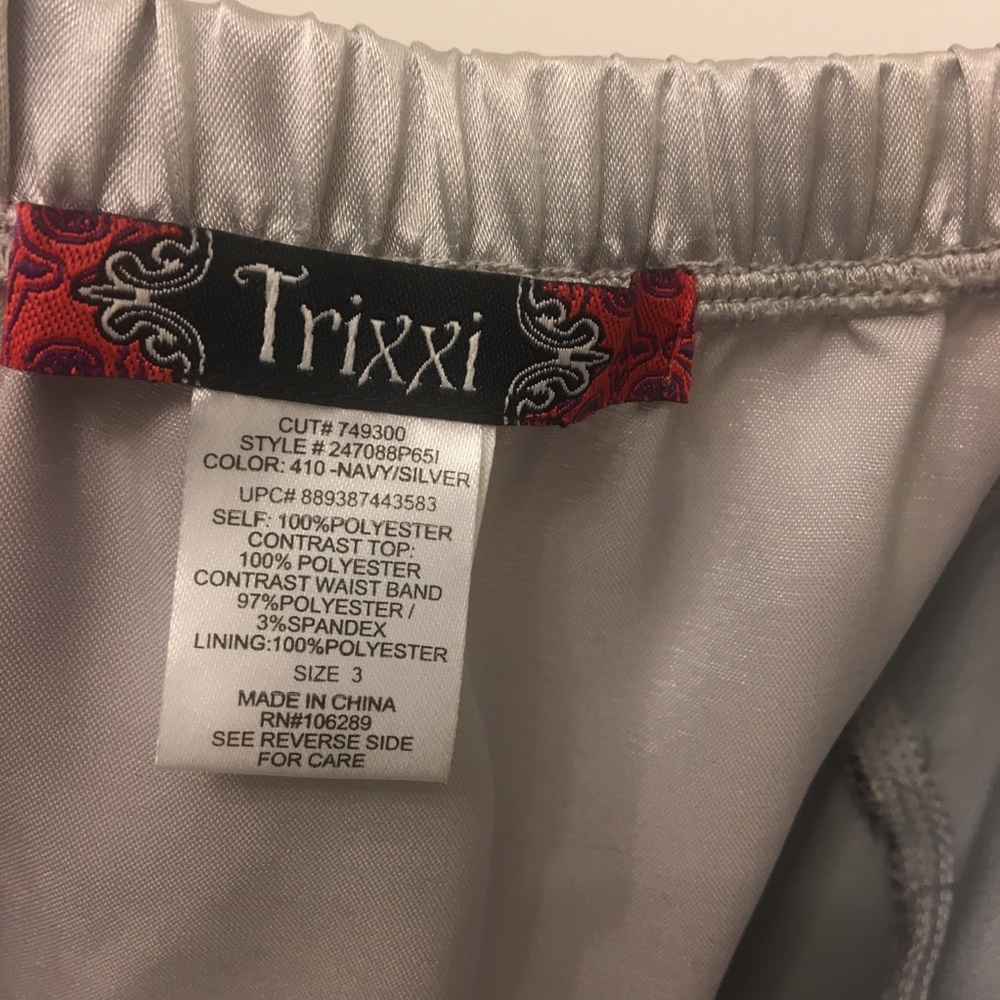 Trixxi
CUT# 749300
STYLE # 247088P65I
COLOR: 410 -NAVY/SILVER
UPC# 889387443583
SELF: 100%POLYESTER
CONTRAST TOP:
100% POLYESTER
CONTRAST WAIST BAND
97%POLYESTER /
3%SPANDEX
LINING:100%POLYESTER
SIZE 3
MADE IN CHINA
RN#106289
SEE REVERSE SIDE
FOR CARE